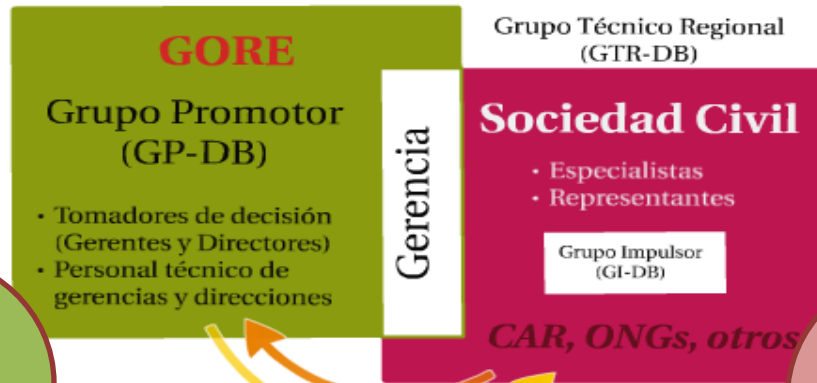 GORE
Grupo Promotor
(GP-DB)
• Tomadores de decisión
(Gerentes y Directores)
• Personal técnico de
gerencias y direcciones
Gerencia
Grupo Técnico Regional
(GTR-DB)
Sociedad Civil
• Especialistas
• Representantes
Grupo Impulsor
(GI-DB)
CAR, ONGs, otros